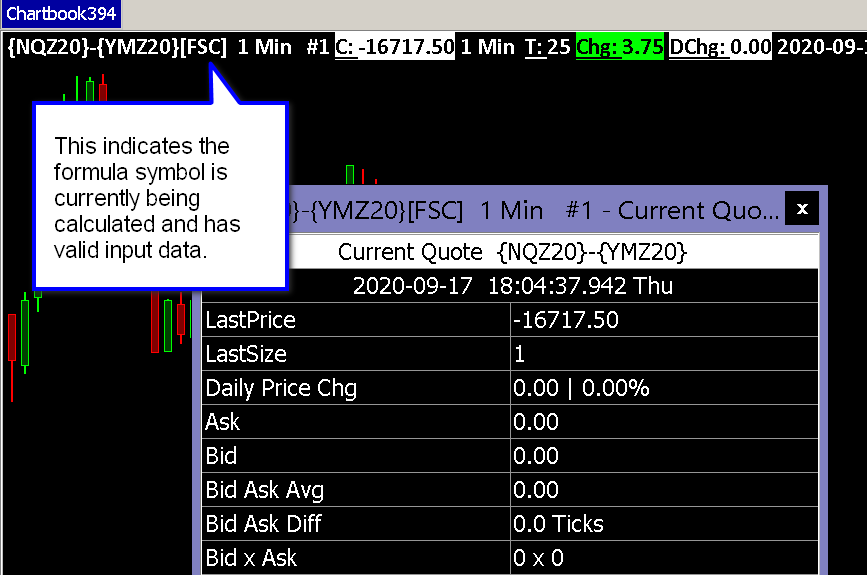 Chartbook394
{NQZ20}-{YMZ20}[FSC] 1 Min #1 C: -16717.50 1 Min T: 25 Chg: 3.75 DChg: 0.00 2020-09-
This indicates the
formula symbol is
currently being
calculated and has
valid input data.
}-{YMZ20}[FSC] 1 Min #1 - Current Quo...
x
Current Quote {NQZ20}-{YMZ20}
2020-09-17 18:04:37.942 Thu
LastPrice -16717.50
LastSize 1
Daily Price Chg 0.00 | 0.00%
Ask 0.00
Bid 0.00
Bid Ask Avg 0.00
Bid Ask Diff 0.0 Ticks
Bid x Ask 0 x 0